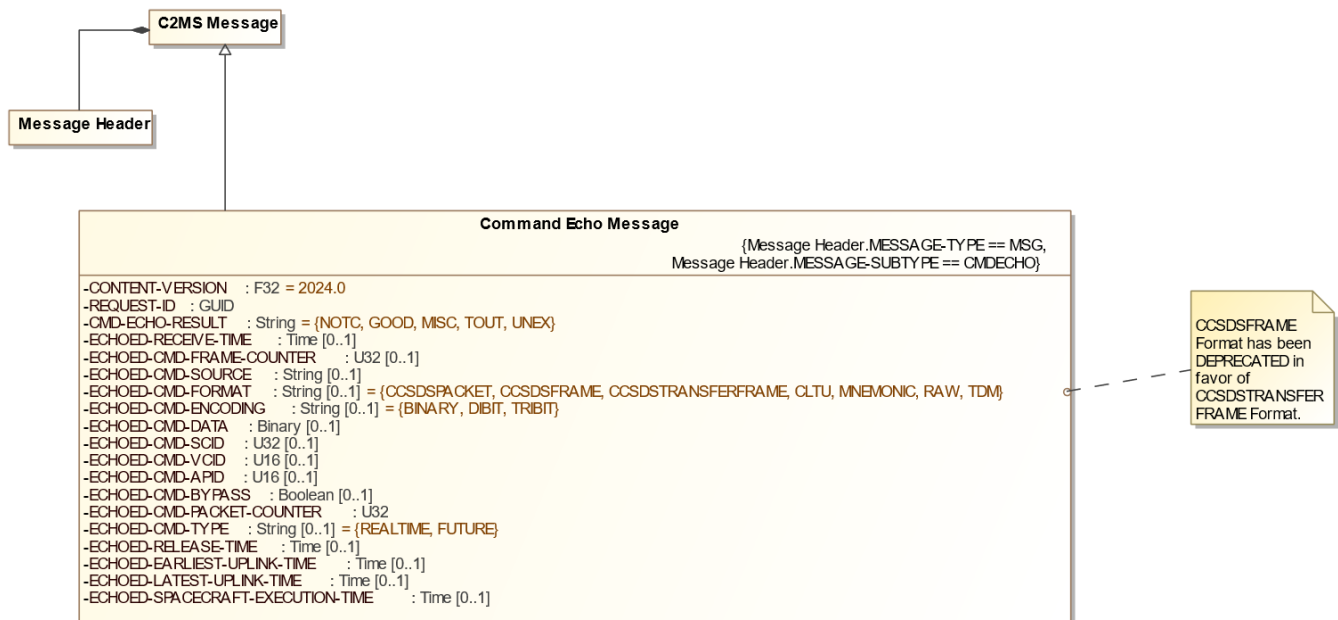 C2MS Message
Message Header
Command Echo Message
{Message Header.MESSAGE-TYPE == MSG,
Message Header.MESSAGE-SUBTYPE == CMDECHO}
-CONTENT-VERSION : F32 = 2024.0
-REQUEST-ID : GUID
-CMD-ECHO-RESULT : String = {NOTC, GOOD, MISC, TOUT, UNEX}
-ECHOED-RECEIVE-TIME : Time [0..1]
-ECHOED-CMD-FRAME-COUNTER : U32 [0..1]
-ECHOED-CMD-SOURCE : String [0..1]
-ECHOED-CMD-FORMAT : String [0..1] = {CCSDSPACKET, CCSDSFRAME, CCSDSTRANSFERFRAME, CLTU, MNEMONIC, RAW, TDM}
-ECHOED-CMD-ENCODING : String [0..1] = {BINARY, DIBIT, TRIBIT}
-ECHOED-CMD-DATA : Binary [0..1]
-ECHOED-CMD-SCID : U32 [0..1]
-ECHOED-CMD-VCID : U16 [0..1]
-ECHOED-CMD-APID : U16 [0..1]
-ECHOED-CMD-BYPASS : Boolean [0..1]
-ECHOED-CMD-PACKET-COUNTER : U32
-ECHOED-CMD-TYPE : String [0..1] = {REALTIME, FUTURE}
-ECHOED-RELEASE-TIME : Time [0..1]
-ECHOED-EARLIEST-UPLINK-TIME : Time [0..1]
-ECHOED-LATEST-UPLINK-TIME : Time [0..1]
-ECHOED-SPACECRAFT-EXECUTION-TIME : Time [0..1]
CCSDSFRAME
Format has been
DEPRECATED in
favor of
CCSDSTRANSFER
FRAME Format.